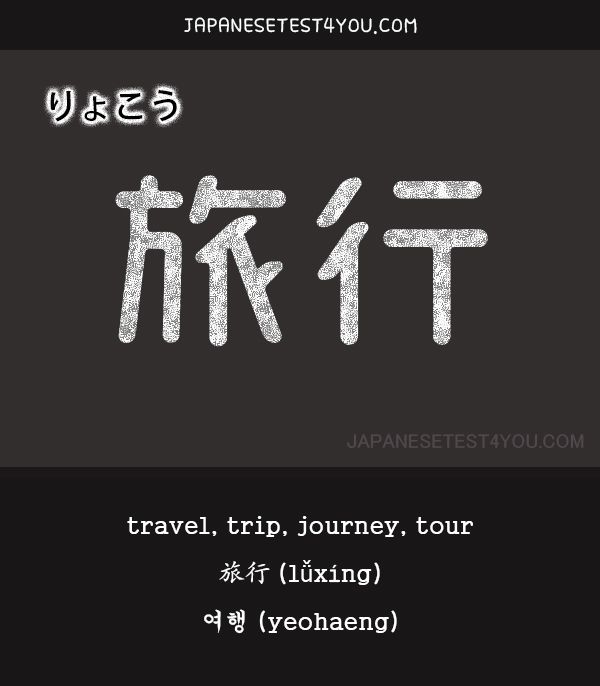 JAPANESETEST4YOU.COM
りょこう
旅行
JAPANESETEST4YOU.COM
travel, trip, journey, tour
旅行 (lǚxíng)
여행 (yeohaeng)